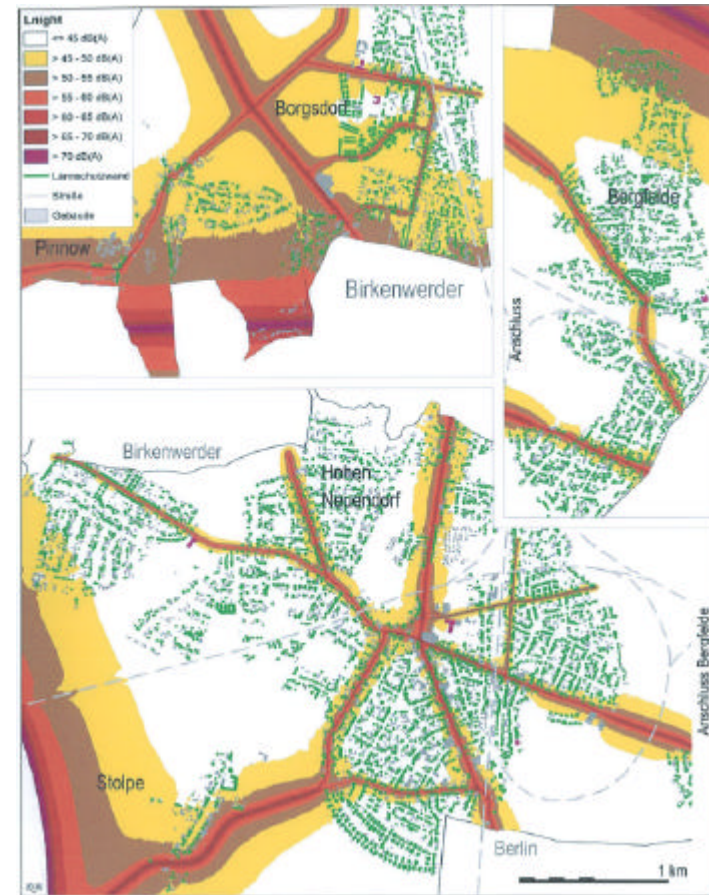 Lnight
<= 45 dB(A)
> 45 - 50 dB(A)
> 50 - 55 dB(A)
> 55 - 60 dB(A)
> 60 - 65 dB(A)
> 65 - 70 dB(A)
> 70 dB(A)
Lärmschutzwand
Straße
Gebäude
Borgsdorf
Pinnow
Birkenwerder
Bergfelde
Anschluss
Birkenwerder
Hohen
Neuendorf
Anschluss Bergfelde
Stolpe
Berlin
1 km